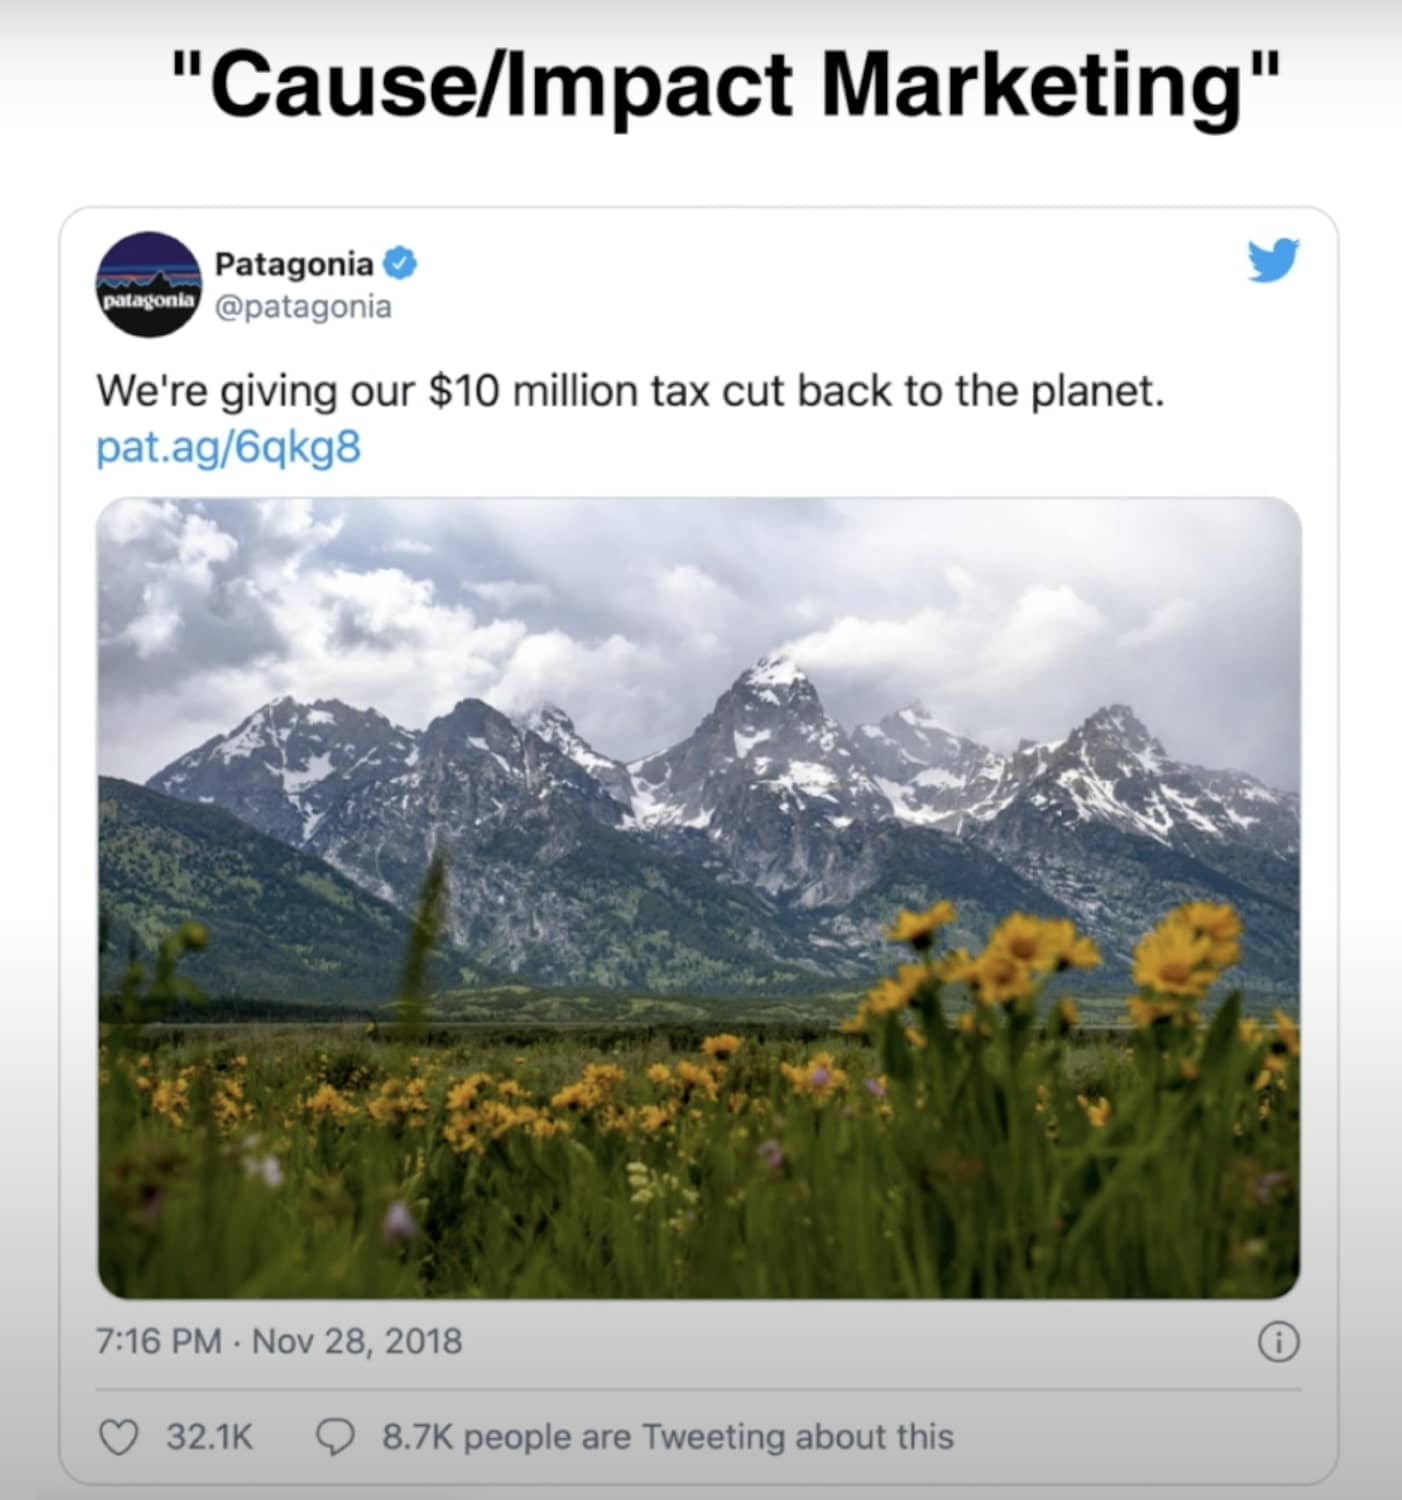 "Cause/Impact Marketing"
Patagonia
patagonia
@patagonia
We're giving our $10 million tax cut back to the planet.
pat.ag/6qkg8
7:16 PM · Nov 28, 2018
32.1K 8.7K people are Tweeting about this